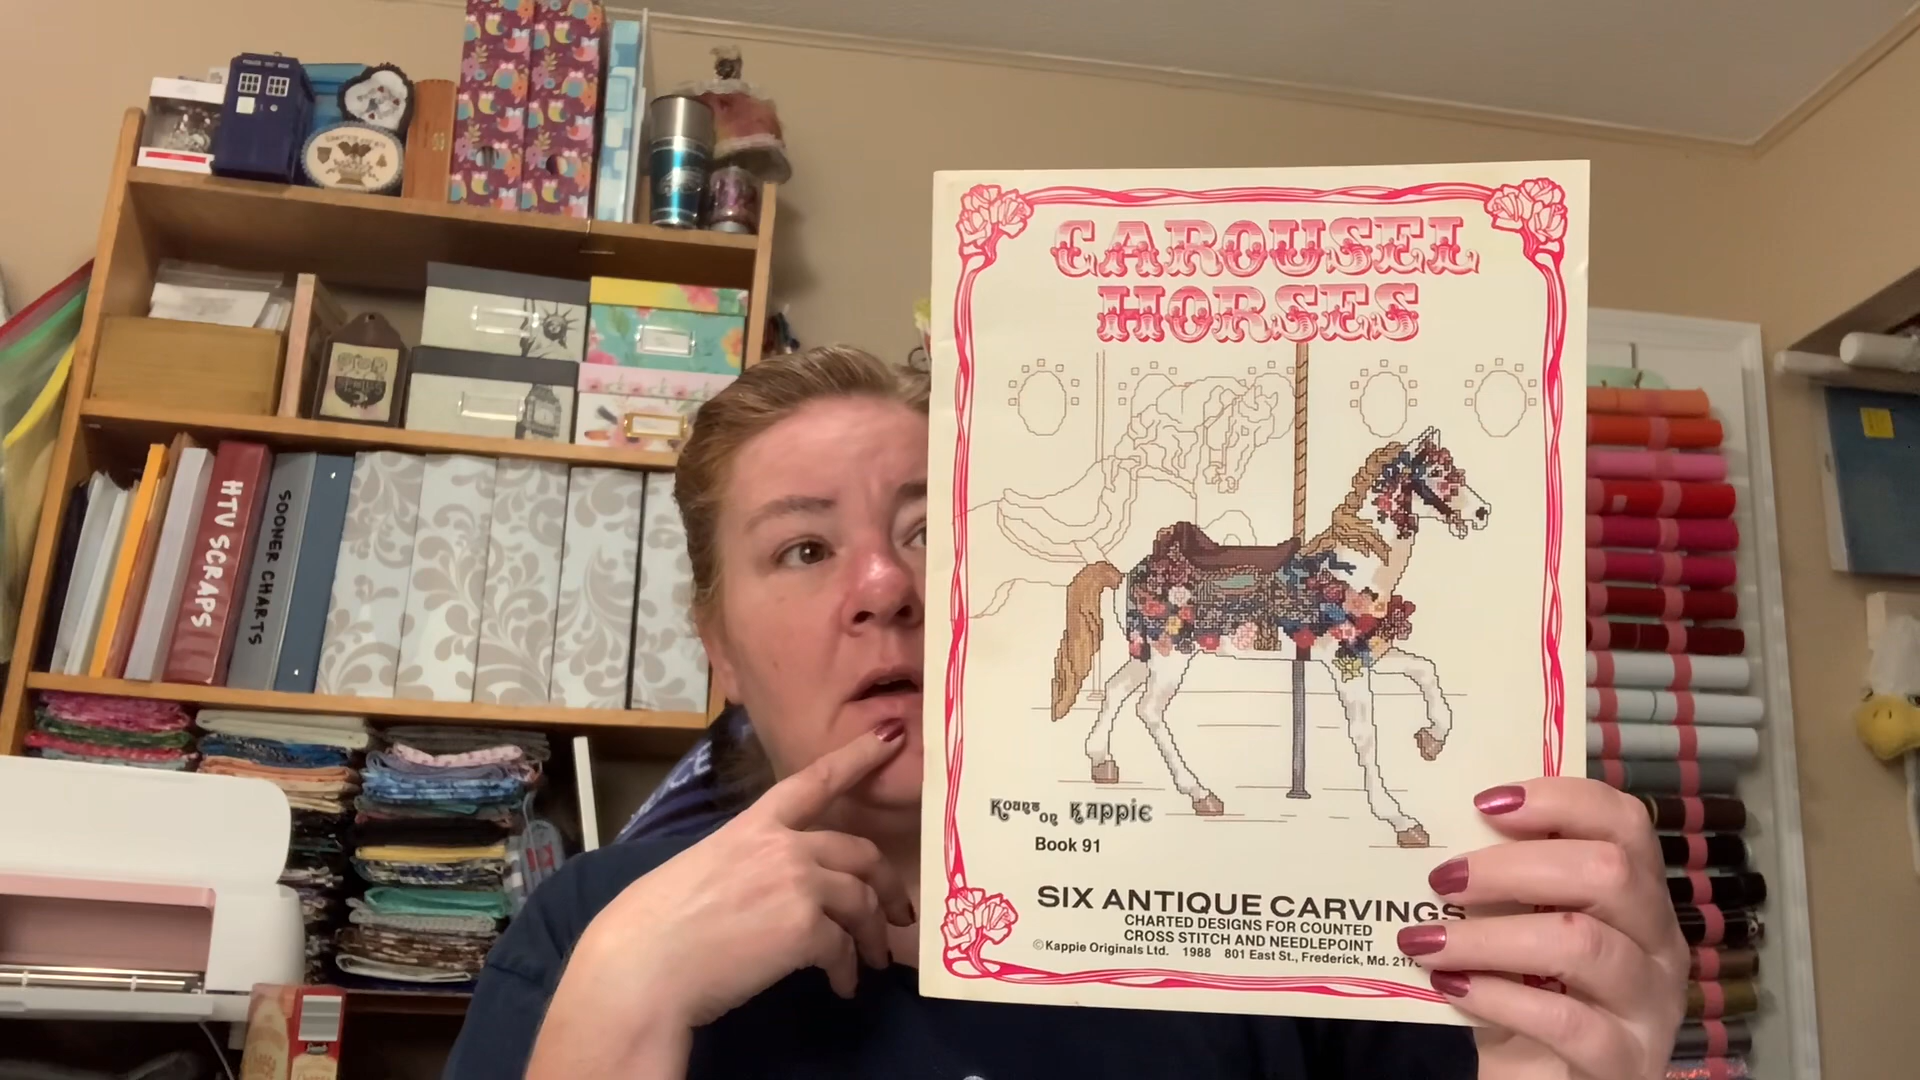 CAROUSEL
HORSES
Kount on Kappie
Book 91
SIX ANTIQUE CARVINGS
CHARTED DESIGNS FOR COUNTED
CROSS STITCH AND NEEDLEPOINT
©Kappie Originals Ltd. 1988 801 East St., Frederick, Md.
HTV SCRAPS
SOONER CHARTS